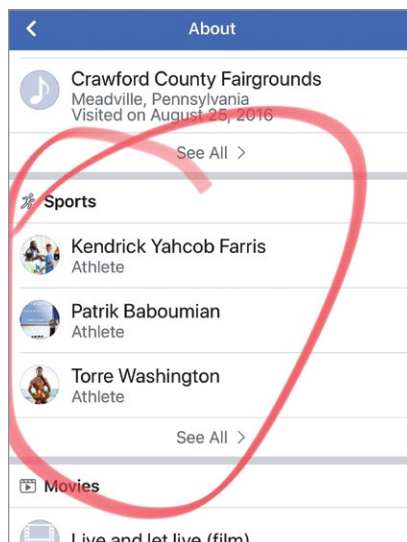 About
Crawford County Fairgrounds
Meadville, Pennsylvania
Visited on August 25, 2016
See All >
Sports
Kendrick Yahcob Farris
Athlete
Patrik Baboumian
Athlete
Torre Washington
Athlete
See All >
Movies
Live and let live (film)